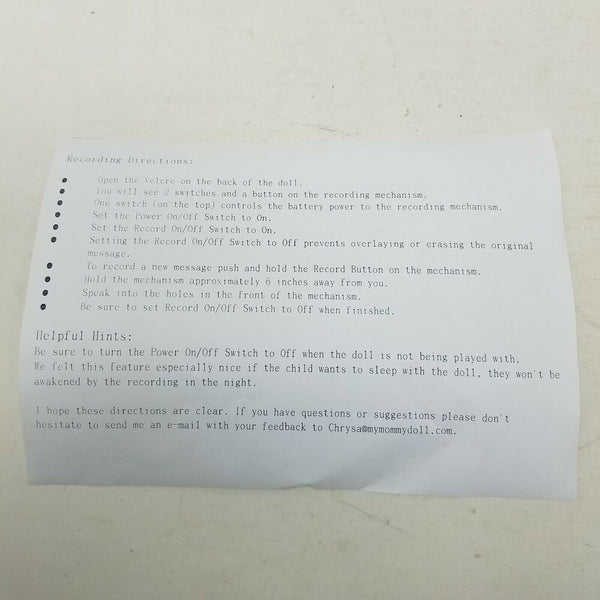 Recording Directions:
● Open the Velcro on the back of the doll.
● You will see 2 switches and a button on the recording mechanism.
● One switch (on the top) controls the battery power to the recording mechanism.
● Set the Power On/Off Switch to On.
● Set the Record On/Off Switch to On.
● Setting the Record On/Off Switch to Off prevents overlaying or erasing the original
message.
● To record a new message push and hold the Record Button on the mechanism.
● Hold the mechanism approximately 6 inches away from you.
● Speak into the holes in the front of the mechanism.
● Be sure to set Record On/Off Switch to Off when finished.
Helpful Hints:
Be sure to turn the Power On/Off Switch to Off when the doll is not being played with.
We felt this feature especially nice if the child wants to sleep with the doll, they won't be
awakened by the recording in the night.
I hope these directions are clear. If you have questions or suggestions please don't
hesitate to send me an e-mail with your feedback to Chrysa@mymommydoll.com.